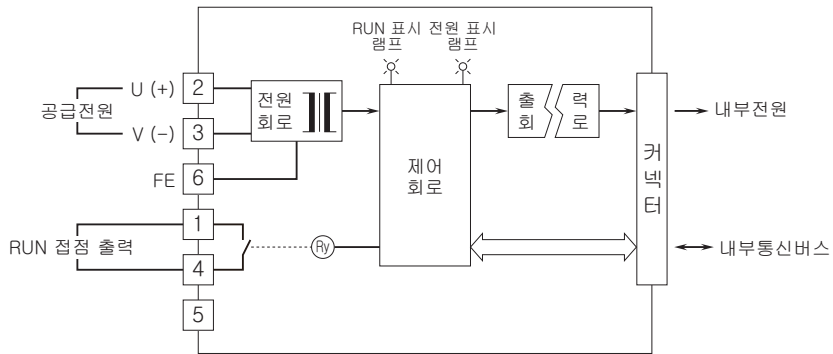 RUN 표시
램프
전원 표시
램프
U (+)
2
공급전원
V (−)
3
전원
회로
FE
6
제어
회로
출 력
회 로
커
넥
터
내부전원
1
RUN 접점 출력
4
Ry
내부통신버스
5